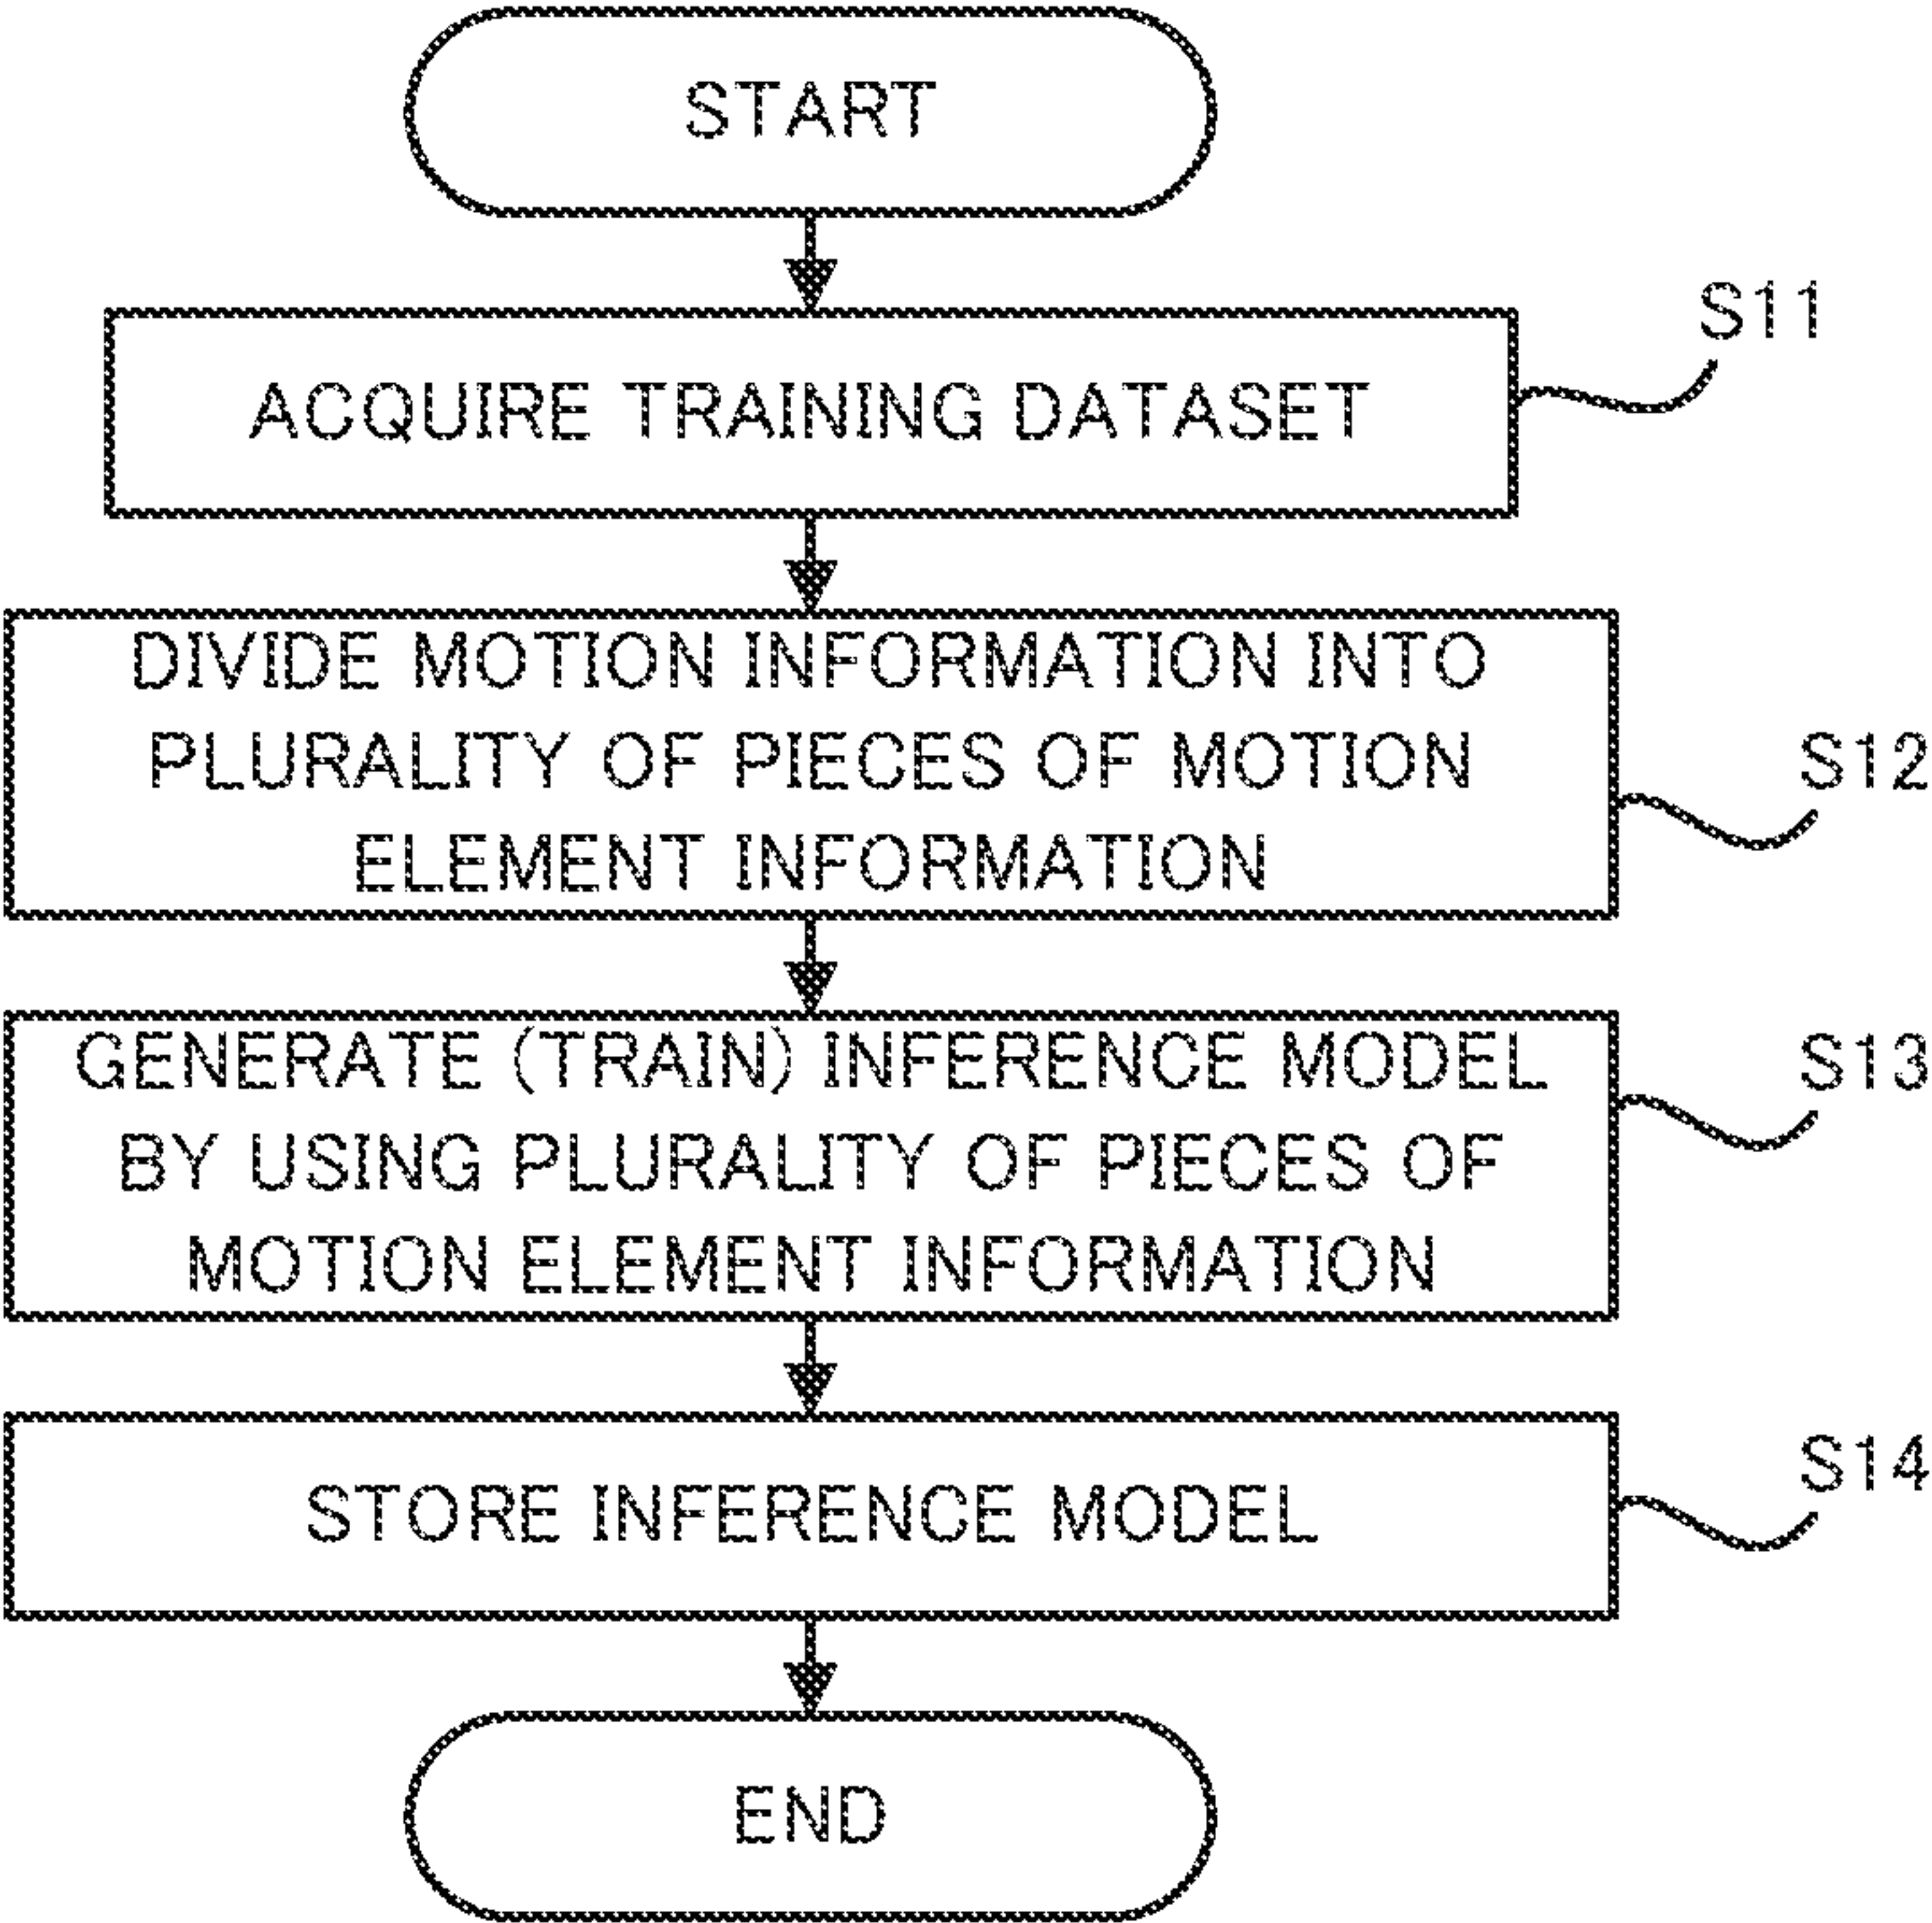 START
ACQUIRE TRAINING DATASET
S11
DIVIDE MOTION INFORMATION INTO
PLURALITY OF PIECES OF MOTION
ELEMENT INFORMATION
S12
GENERATE (TRAIN) INFERENCE MODEL
BY USING PLURALITY OF PIECES OF
MOTION ELEMENT INFORMATION
S13
STORE INFERENCE MODEL
S14
END